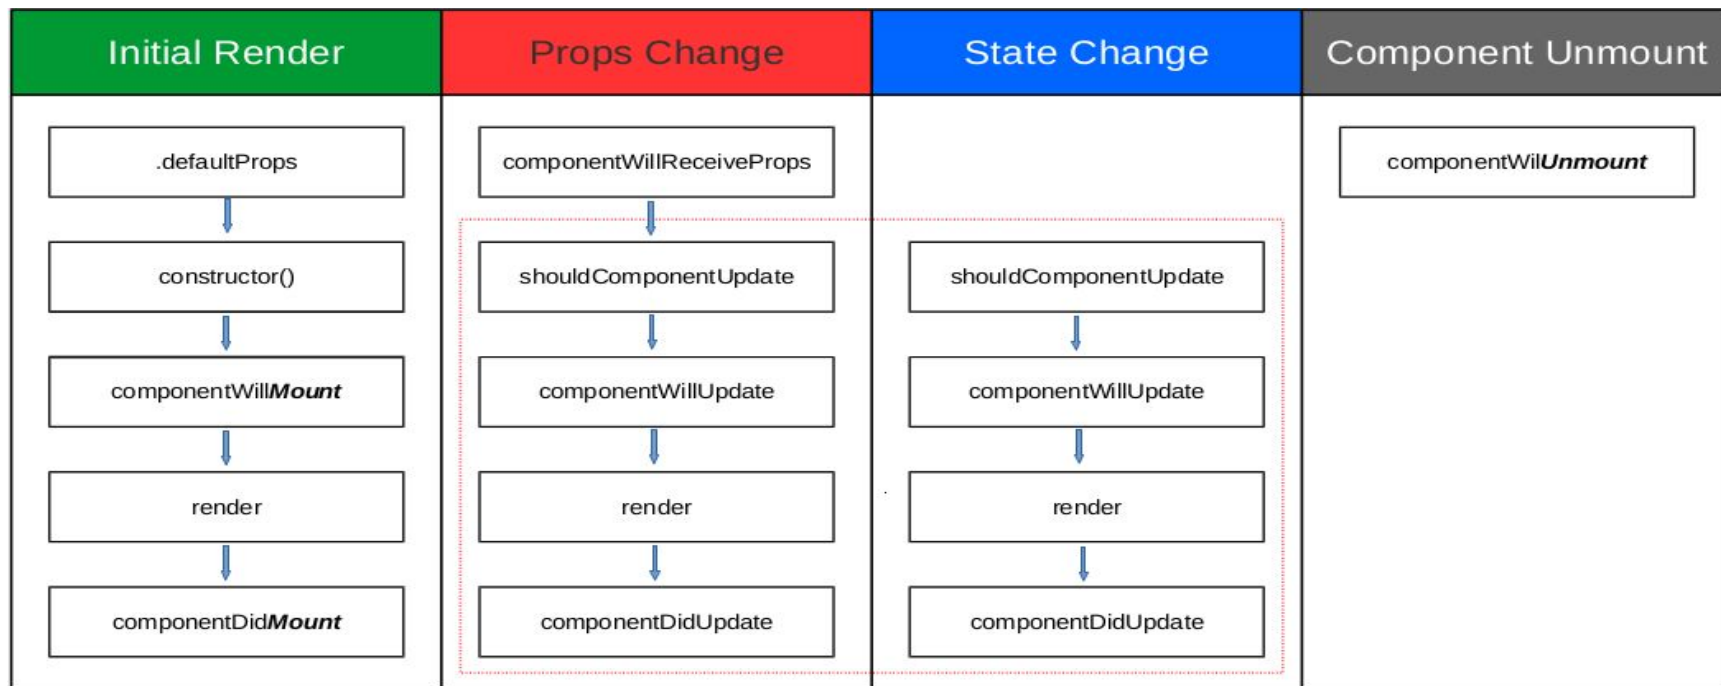 Initial Render
Props Change
State Change
Component Unmount
.defaultProps
constructor()
componentWillMount
render
componentDidMount
componentWillReceiveProps
shouldComponentUpdate
componentWillUpdate
render
componentDidUpdate
shouldComponentUpdate
componentWillUpdate
render
componentDidUpdate
componentWilUnmount